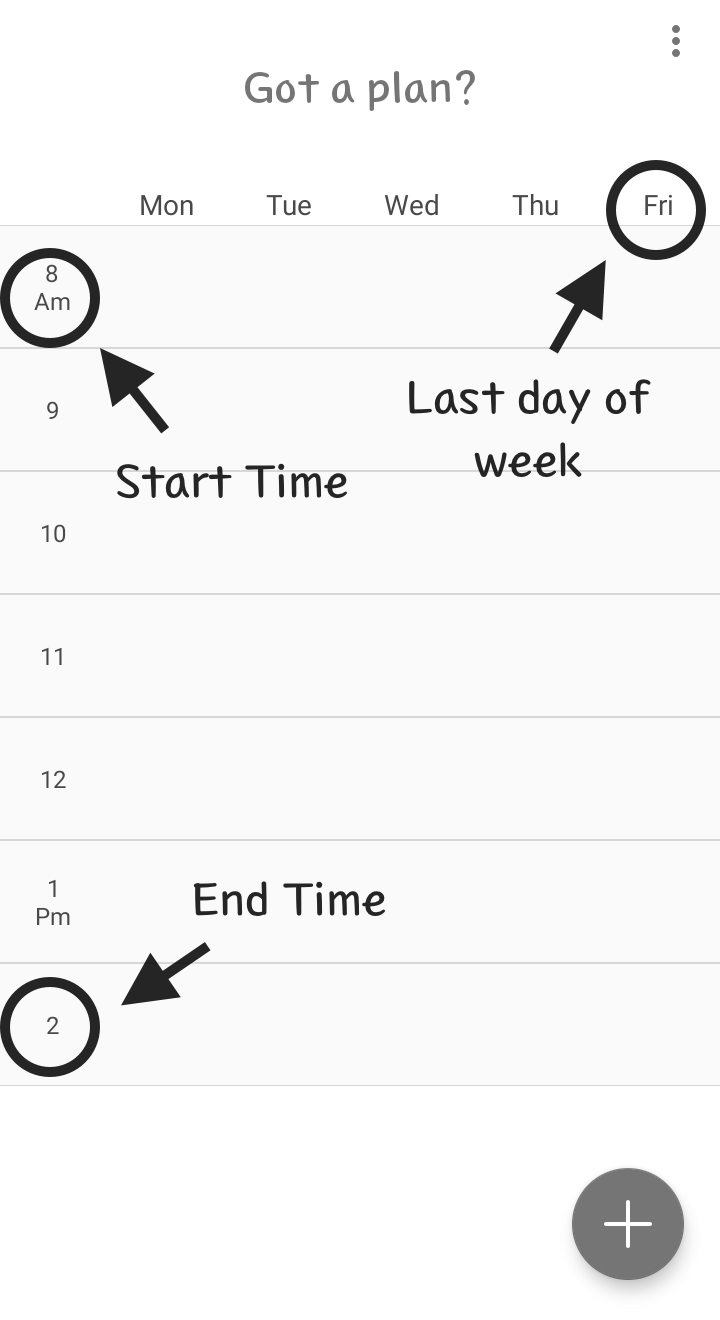 Got a plan?
Mon Tue Wed Thu Fri
8
Am
9
Last day of
week
Start Time
10
11
12
1
Pm
End Time
2